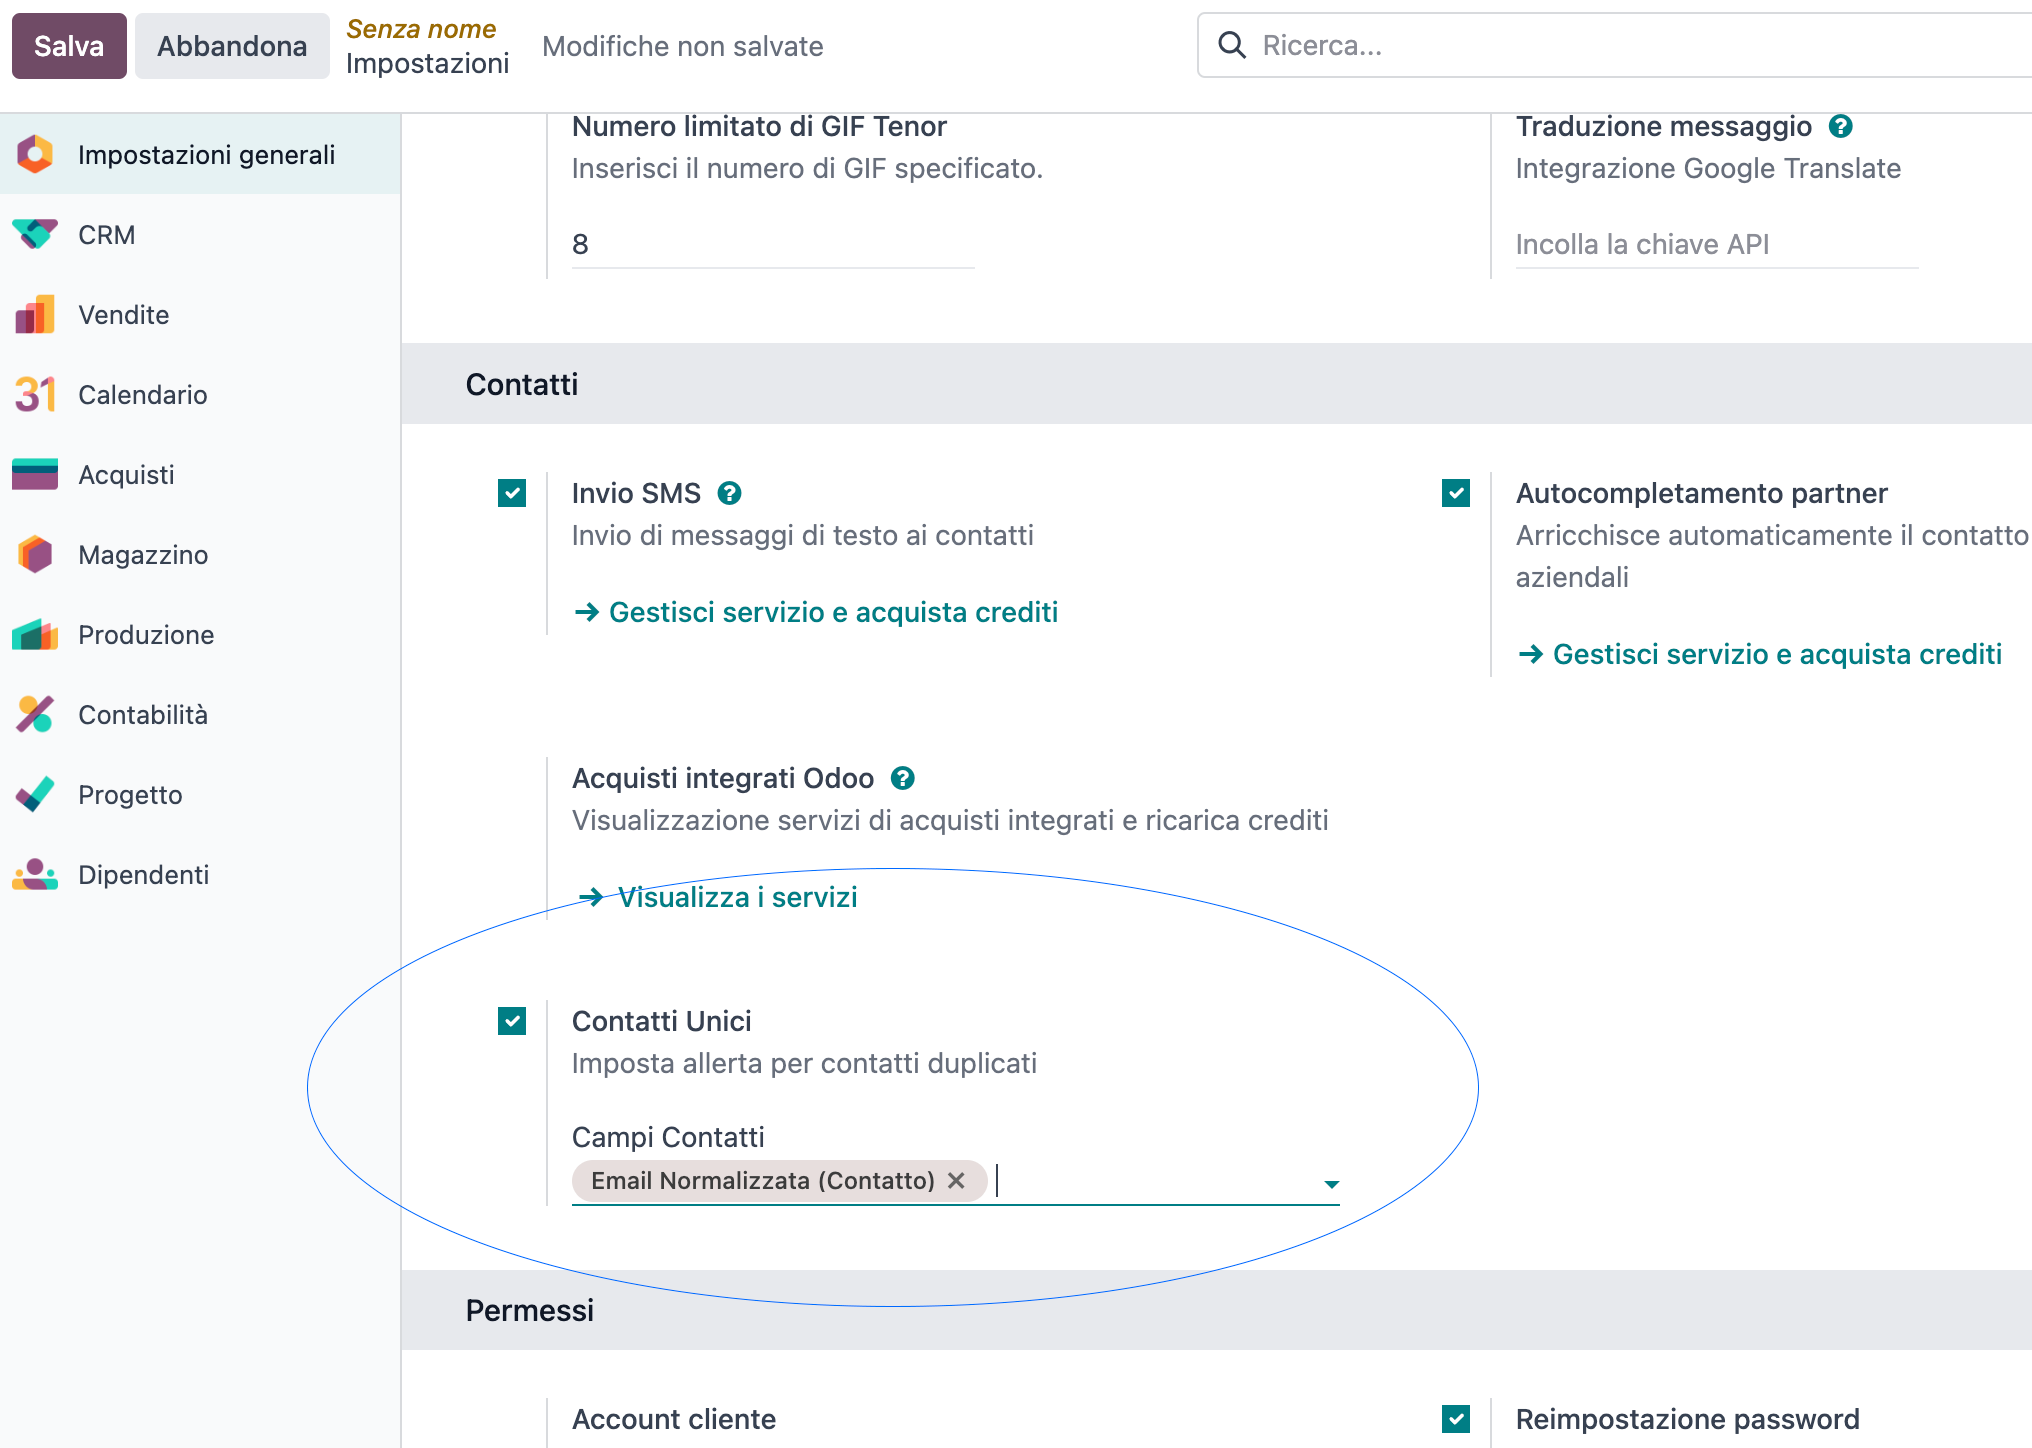 Salva
Abbandona
Senza nome
Impostazioni
Modifiche non salvate
Ricerca...
Impostazioni generali
CRM
Vendite
31 Calendario
Acquisti
Magazzino
Produzione
Contabilità
Progetto
Dipendenti
Numero limitato di GIF Tenor
Inserisci il numero di GIF specificato.
8
Traduzione messaggio ?
Integrazione Google Translate
Incolla la chiave API
Contatti
Invio SMS ?
Invio di messaggi di testo ai contatti
→ Gestisci servizio e acquista crediti
Autocompletamento partner
Arricchisce automaticamente il contatto
aziendali
→ Gestisci servizio e acquista crediti
Acquisti integrati Odoo ?
Visualizzazione servizi di acquisti integrati e ricarica crediti
→ Visualizza i servizi
Contatti Unici
Imposta allerta per contatti duplicati
Campi Contatti
Email Normalizzata (Contatto) ×
Permessi
Account cliente
Reimpostazione password